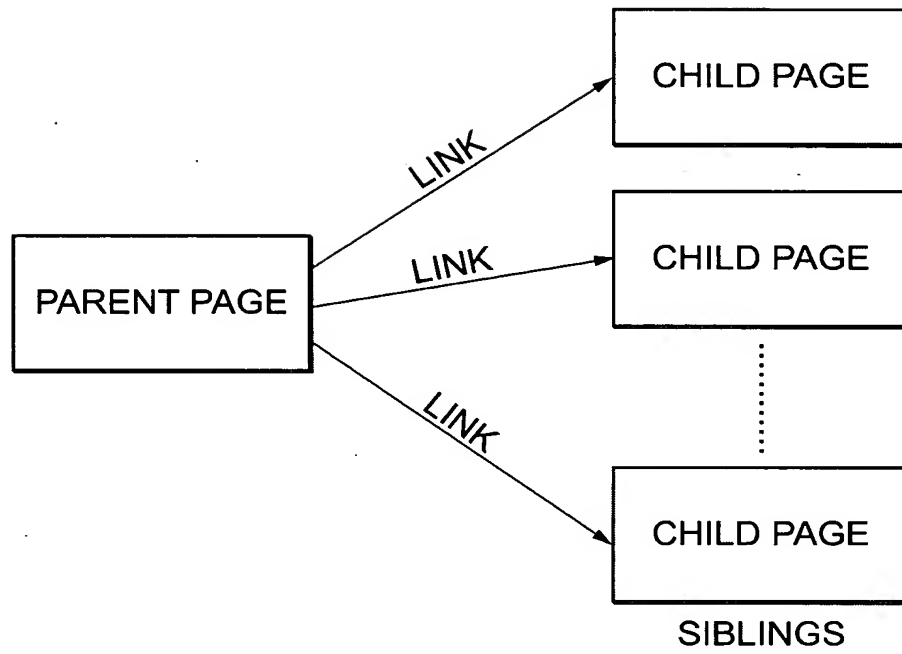 CHILD PAGE
LINK
CHILD PAGE
LINK
PARENT PAGE
LINK
CHILD PAGE
SIBLINGS